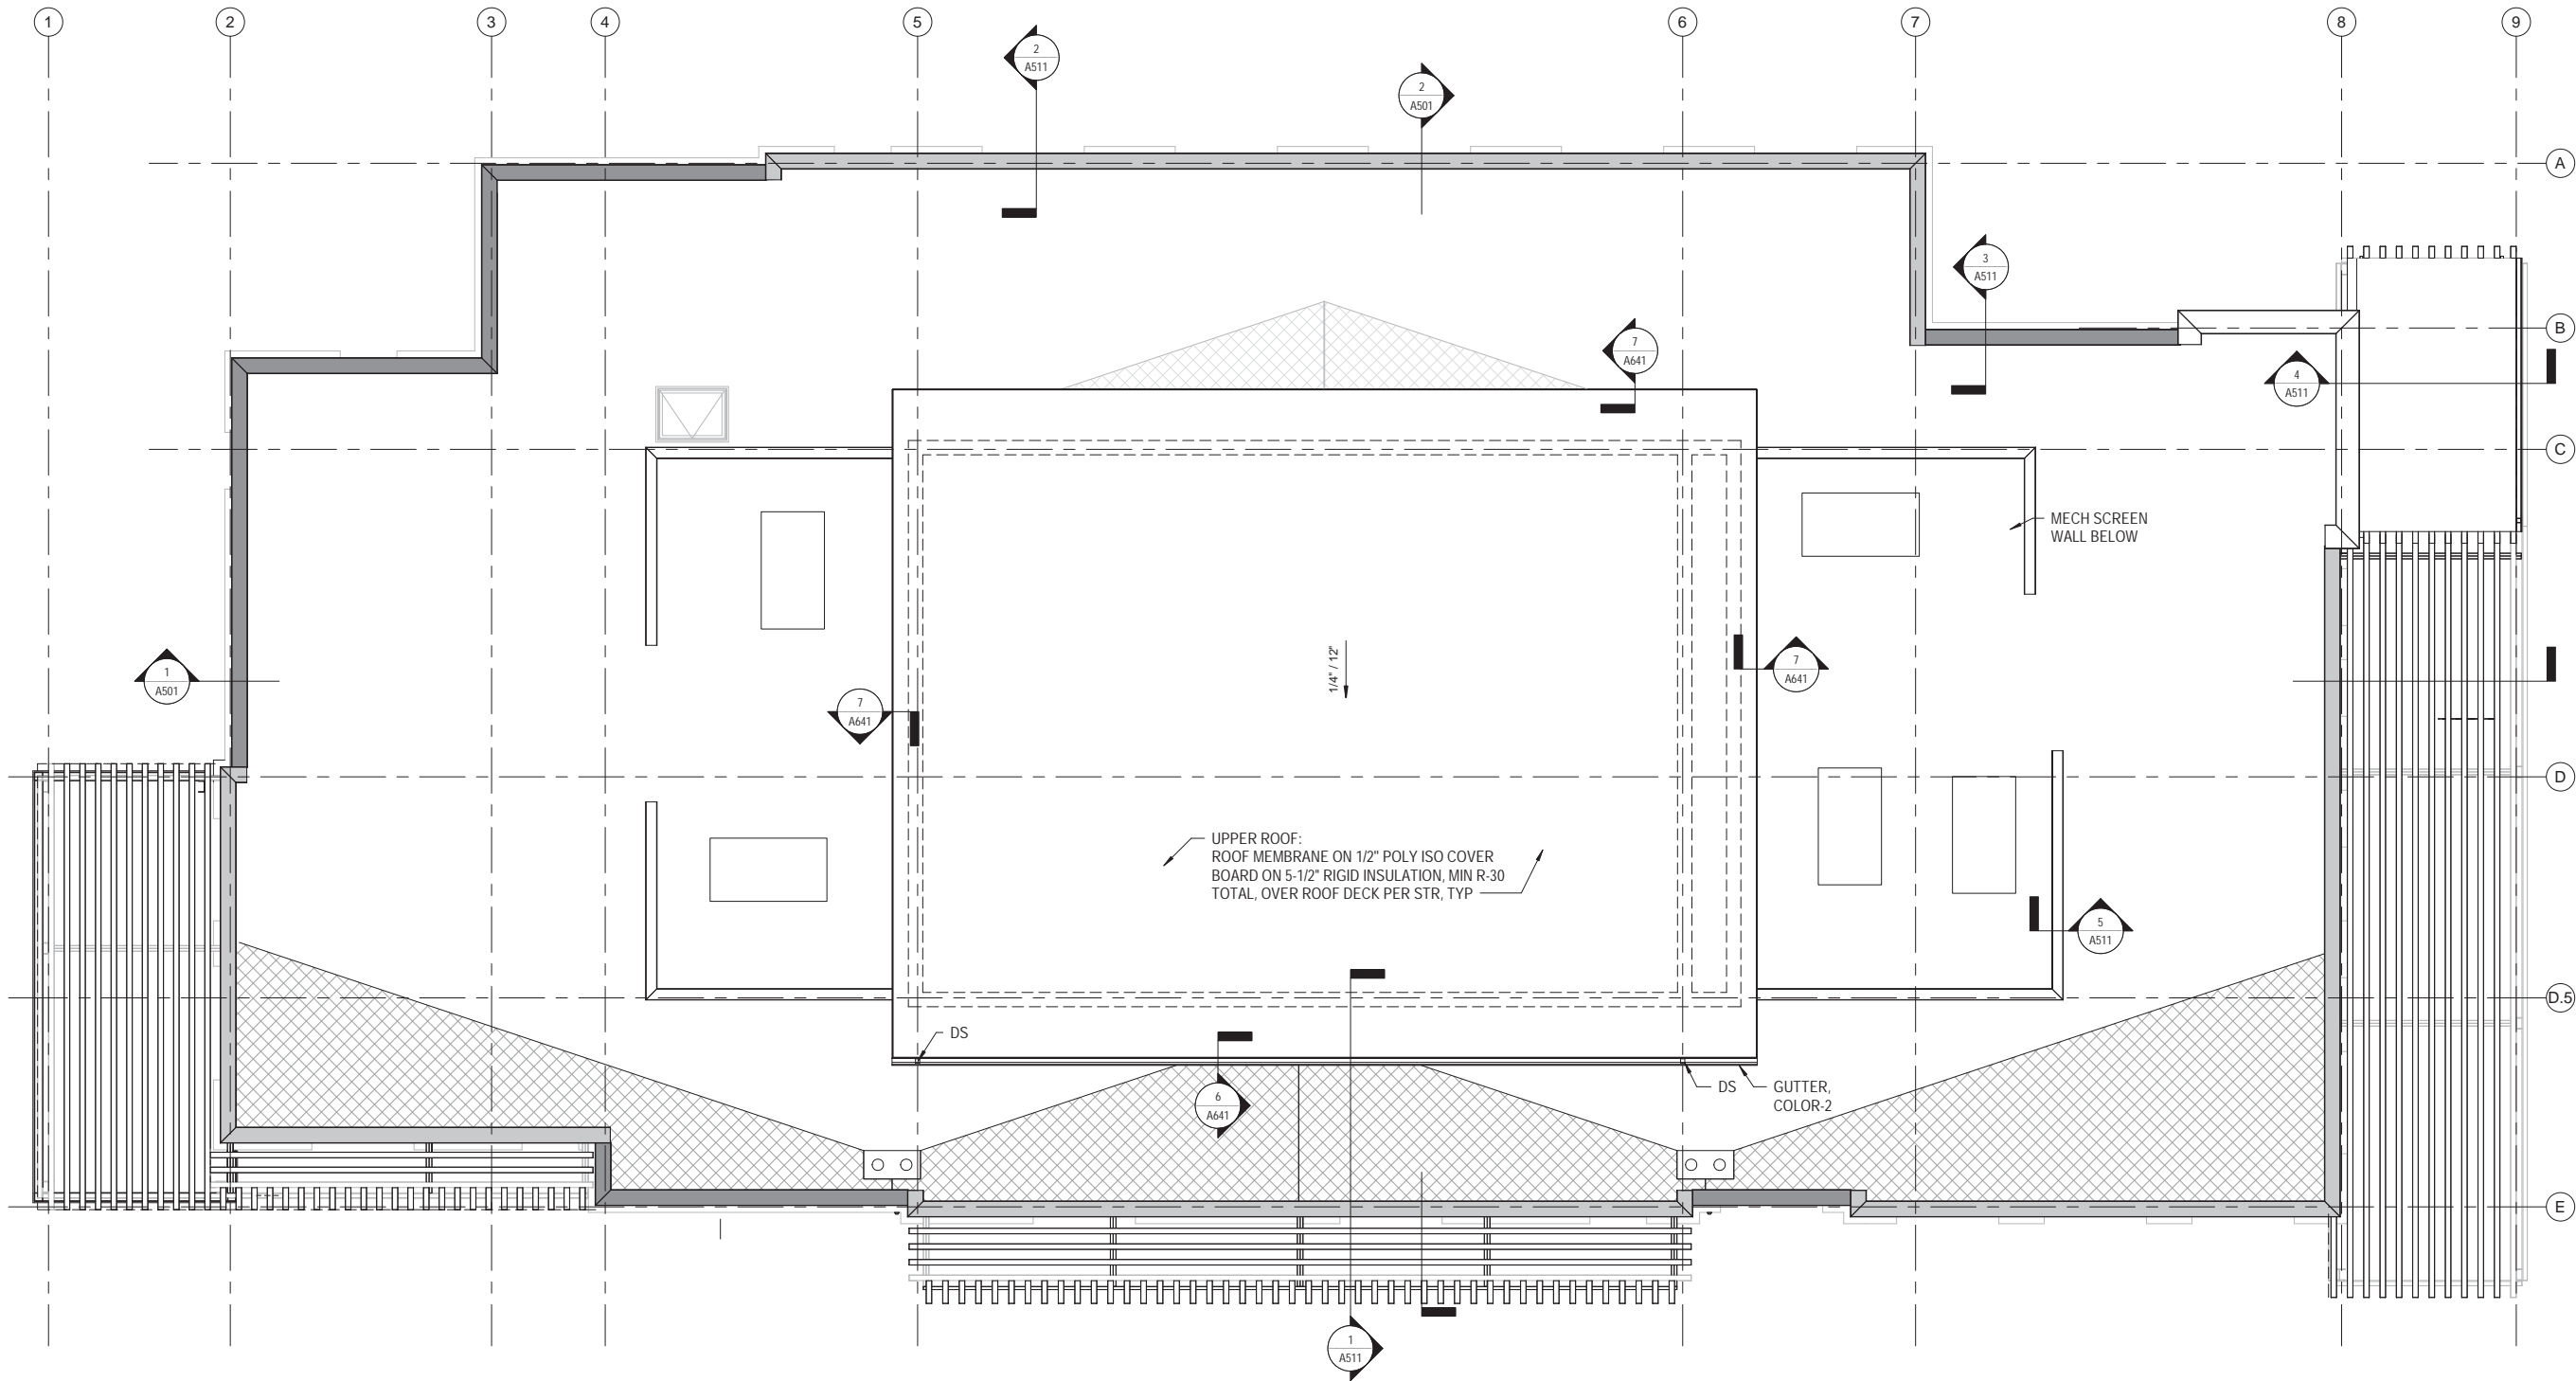 1 2 3 4 5 6 7 8 9
2
A511
2
A501
A
3
A511
B
7
A641
4
A511
C
MECH SCREEN
WALL BELOW
1/4" / 12"
1
A501
7
A641
7
A641
D
UPPER ROOF:
ROOF MEMBRANE ON 1/2" POLY ISO COVER
BOARD ON 5-1/2" RIGID INSULATION, MIN R-30
TOTAL, OVER ROOF DECK PER STR, TYP
5
A511
D.5
DS
6
A641
DS
GUTTER,
COLOR-2
E
1
A511